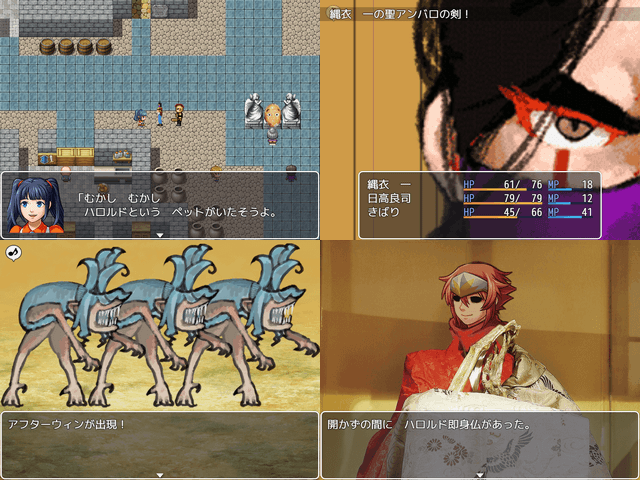 「むかし　むかし
ハロルドという　ペットがいたそうよ。
縄衣　一の聖アンバロの剣！
縄衣　一　HP　61/　76　MP　18
日高良司　HP　79/　79　MP　12
きばり　HP　45/　66　MP　41
アフターウィンが出現！
開かずの間に　ハロルド即身仏があった。